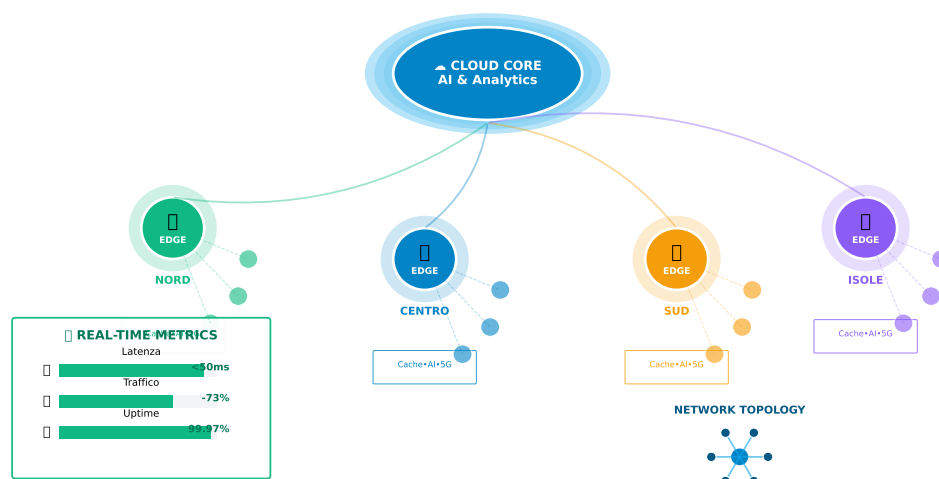 ☁ CLOUD CORE
AI & Analytics
EDGE
NORD
EDGE
CENTRO
EDGE
SUD
EDGE
ISOLE
REAL-TIME METRICS
Latenza
<50ms
Traffico
-73%
Uptime
99.97%
Cache•AI•5G
Cache•AI•5G
Cache•AI•5G
NETWORK TOPOLOGY